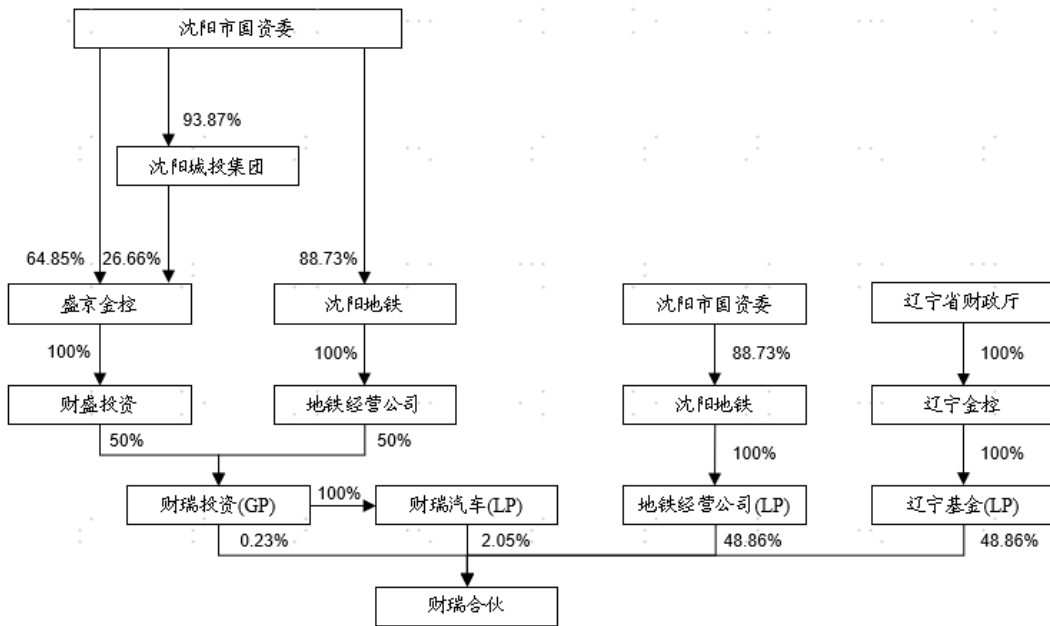 沈阳市国资委
93.87%
沈阳城投集团
64.85%
26.66%
88.73%
盛京金控
沈阳地铁
沈阳市国资委
辽宁省财政厅
100%
100%
88.73%
100%
财盛投资
地铁经营公司
沈阳地铁
辽宁金控
50%
50%
100%
100%
财瑞投资(GP)
100%
财瑞汽车(LP)
地铁经营公司(LP)
辽宁基金(LP)
0.23%
2.05%
48.86%
48.86%
财瑞合伙